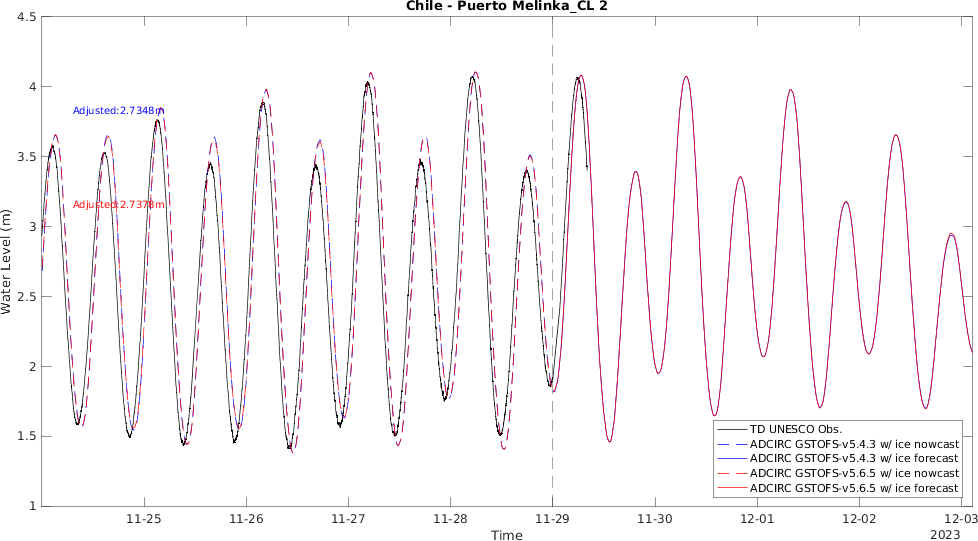 Chile - Puerto Melinka_CL 2
4.5
4
3.5
3
2.5
2
1.5
1
Water Level (m)
Adjusted:2.7348m
Adjusted:2.7378m
TD UNESCO Obs.
ADCIRC GSTOFS-v5.4.3 w/ ice nowcast
ADCIRC GSTOFS-v5.4.3 w/ ice forecast
ADCIRC GSTOFS-v5.6.5 w/ ice nowcast
ADCIRC GSTOFS-v5.6.5 w/ ice forecast
11-25 11-26 11-27 11-28 11-29 11-30 12-01 12-02 12-03
Time
2023